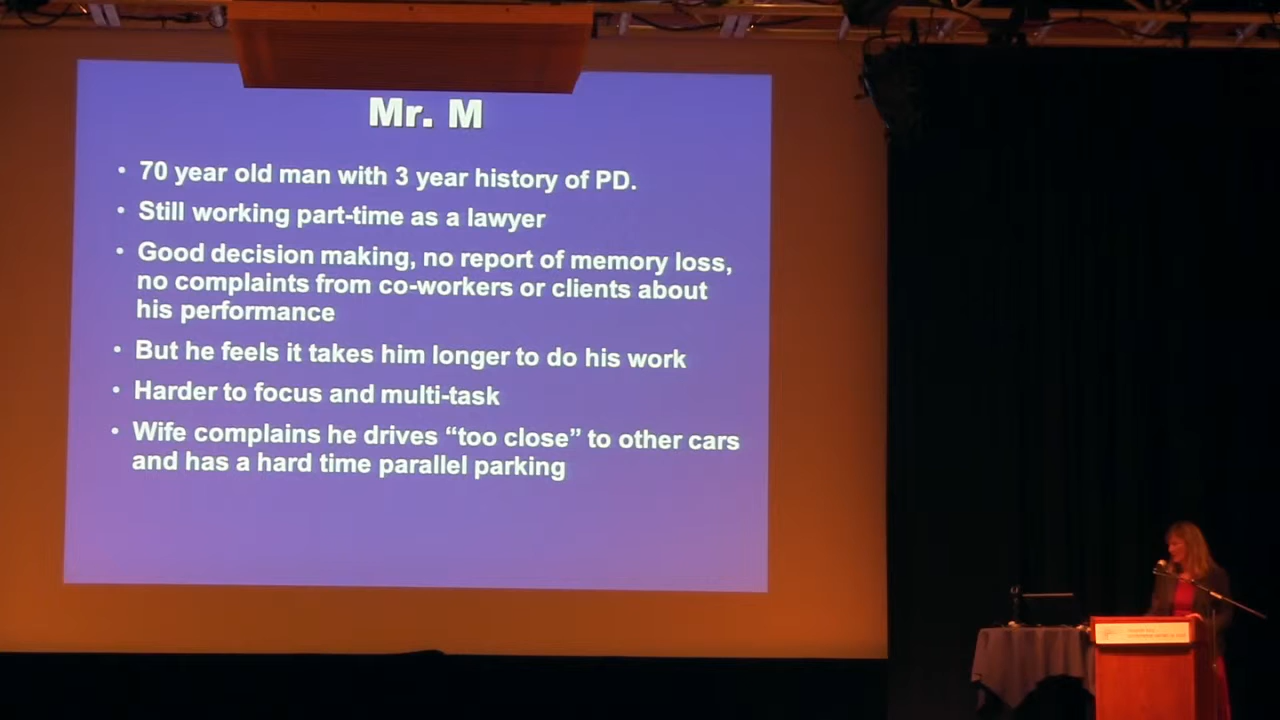 Mr. M
• 70 year old man with 3 year history of PD.
• Still working part-time as a lawyer
• Good decision making, no report of memory loss,
no complaints from co-workers or clients about
his performance
• But he feels it takes him longer to do his work
• Harder to focus and multi-task
• Wife complains he drives “too close” to other cars
and has a hard time parallel parking